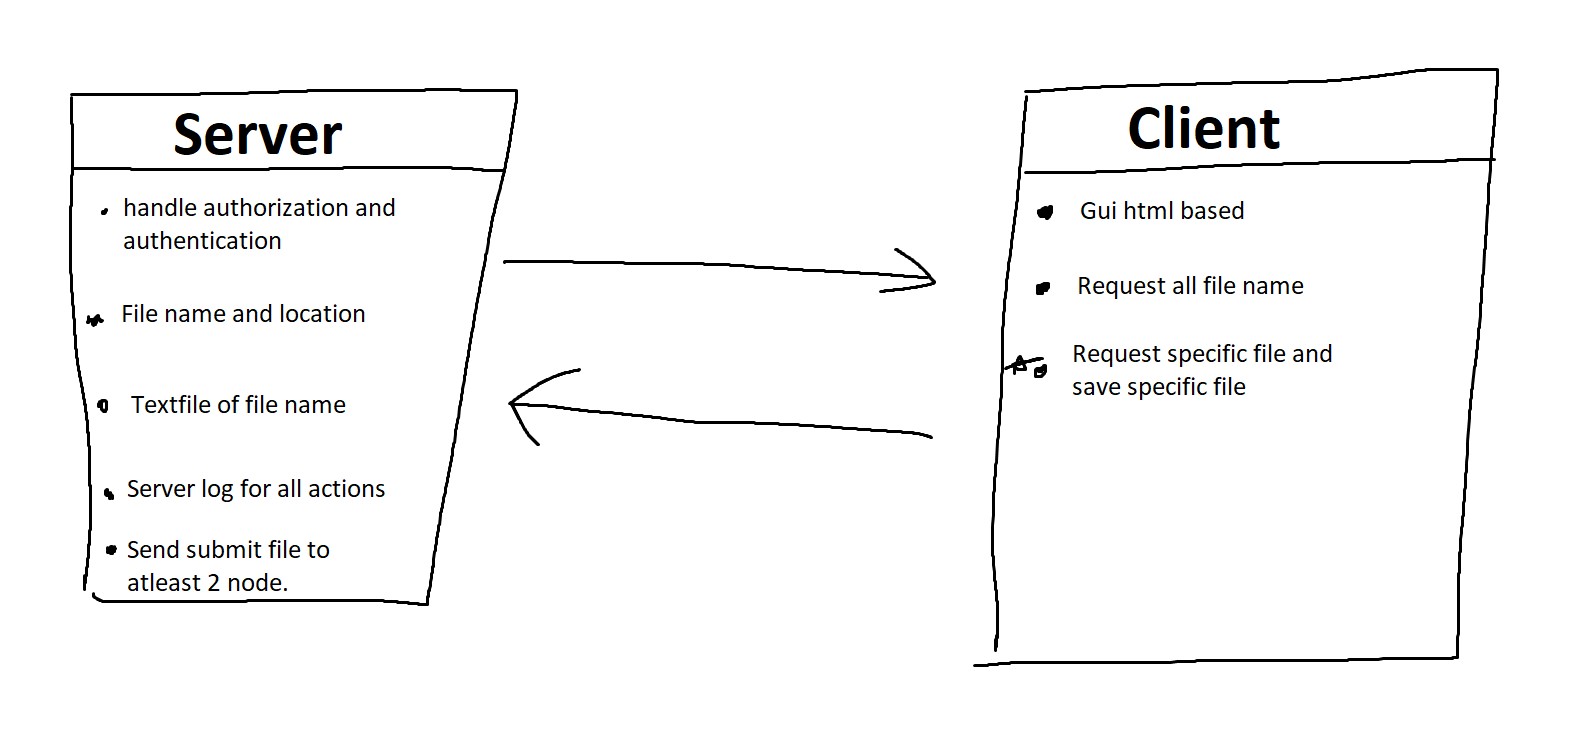 Server
handle authorization and
authentication
File name and location
Textfile of file name
Server log for all actions
Send submit file to
atleast 2 node.
Client
Gui html based
Request all file name
Request specific file and
save specific file